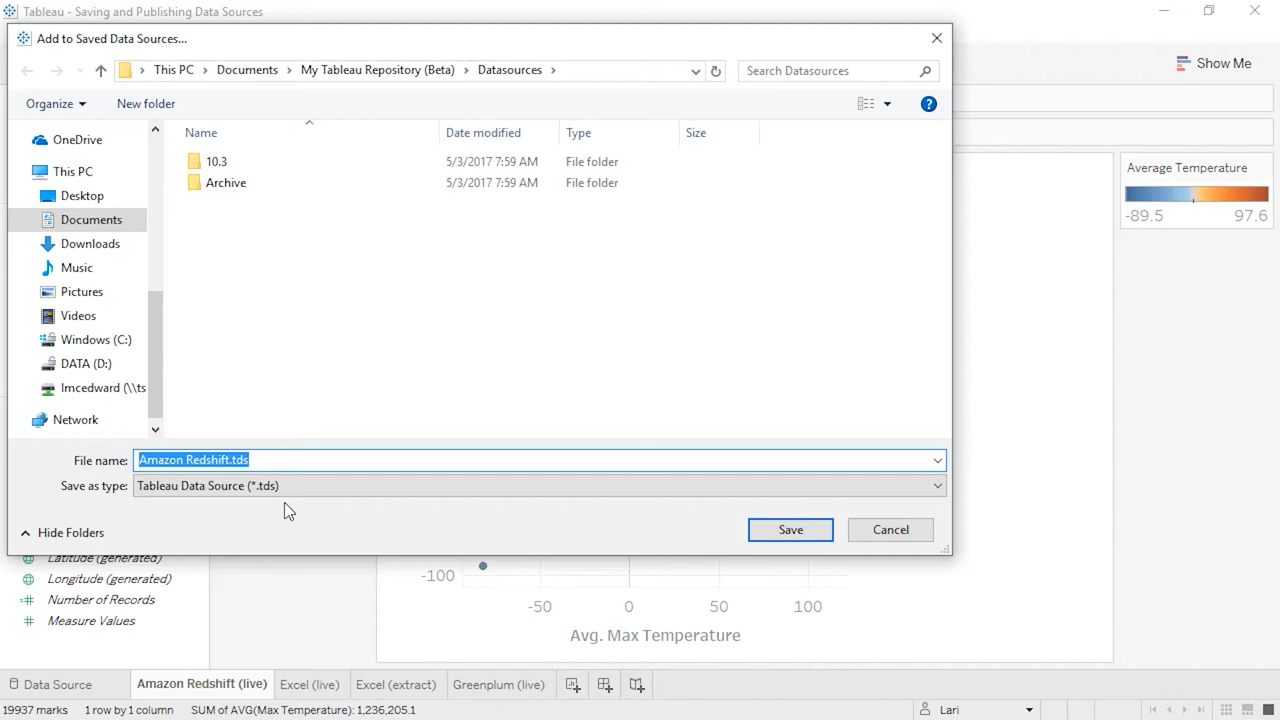 Tableau - Saving and Publishing Data Sources
Add to Saved Data Sources...
This PC > Documents > My Tableau Repository (Beta) > Datasources >
Search Datasources
Show Me
Organize
New folder
Name Date modified Type Size
10.3 5/3/2017 7:59 AM File folder
Archive 5/3/2017 7:59 AM File folder
OneDrive
This PC
Desktop
Documents
Downloads
Music
Pictures
Videos
Windows (C:)
DATA (D:)
lmcedward (\\ts
Network
File name: Amazon Redshift.tds
Save as type: Tableau Data Source (*.tds)
Hide Folders
Save
Cancel
Average Temperature
-89.5 97.6
Latitude (generated)
Longitude (generated)
Number of Records
Measure Values
-100
-50 0 50 100
Avg. Max Temperature
Data Source
Amazon Redshift (live)
Excel (live)
Excel (extract)
Greenplum (live)
19937 marks 1 row by 1 column SUM of AVG(Max Temperature): 1,236,205.1
Lari